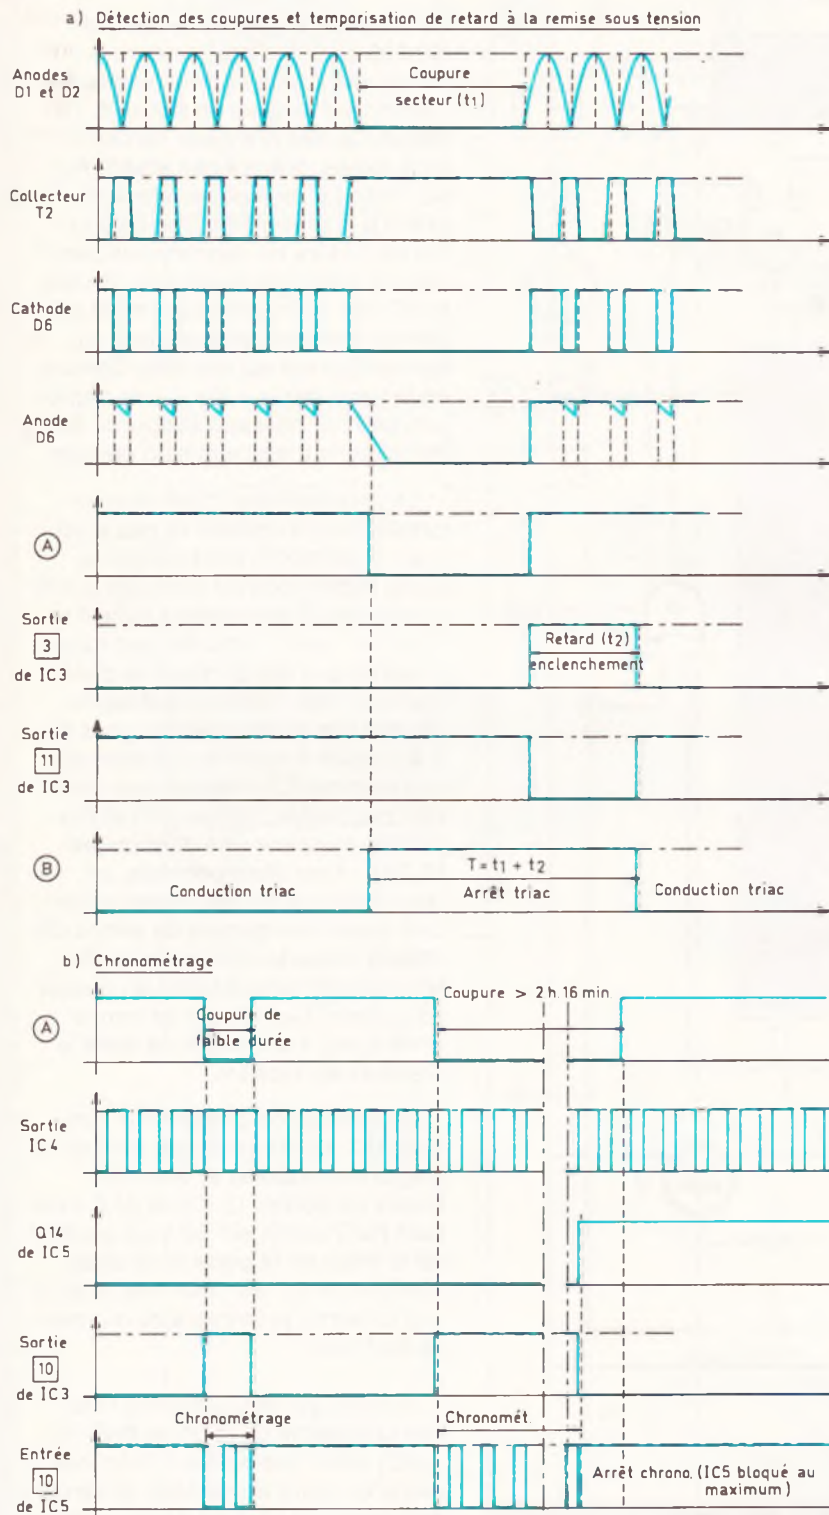 a) Détection des coupures et temporisation de retard à la remise sous tension
Anodes
D1 et D2
Coupure
secteur (t1)
Collecteur
T2
Cathode
D6
Anode
D6
A
Sortie
3
de IC3
Retard (t2)
enclenchement
Sortie
11
de IC3
B
T = t1 + t2
Conduction triac
Arrêt triac
Conduction triac
b) Chronométrage
A
Coupure de
faible durée
Coupure > 2 h. 16 min
Sortie
IC4
Q14
de IC5
Sortie
10
de IC3
Chronométrage
Chronomét.
Entrée
10
de IC5
Arrêt chrono. (IC5 bloqué au
maximum)